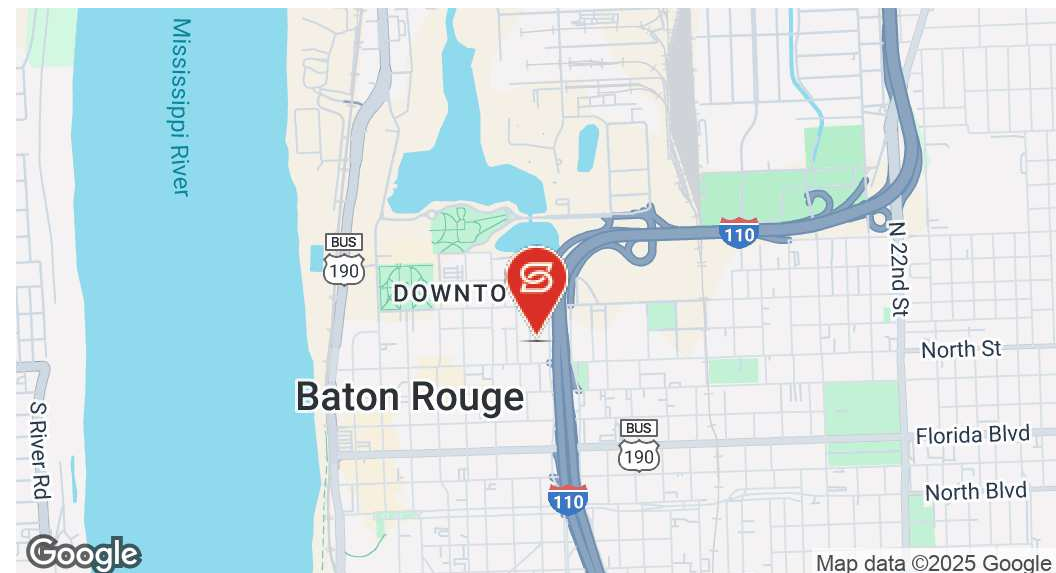 Mississippi River
BUS
190
110
N 22nd St
DOWNTO
S
North St
Baton Rouge
S River Rd
BUS
190
Florida Blvd
North Blvd
110
Google
Map data ©2025 Google